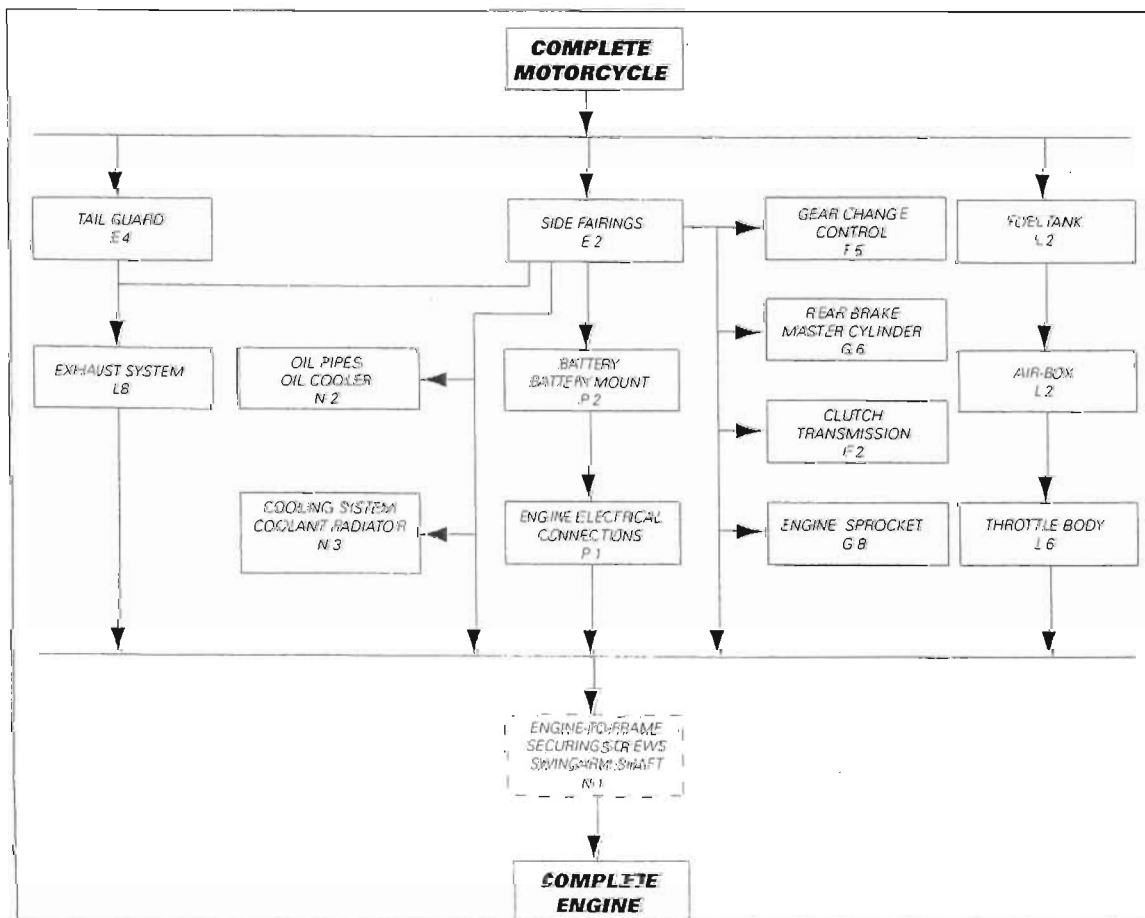 COMPLETE
MOTORCYCLE
TAIL GUARD
E 4
SIDE FAIRINGS
E 2
GEAR CHANGE
CONTROL
F 5
FUEL TANK
L 2
REAR BRAKE
MASTER CYLINDER
G 6
EXHAUST SYSTEM
L8
OIL PIPES
OIL COOLER
N 2
BATTERY
BATTERY MOUNT
P 2
AIR-BOX
L 2
CLUTCH
TRANSMISSION
F 2
COOLING SYSTEM
COOLANT RADIATOR
N 3
ENGINE ELECTRICAL
CONNECTIONS
P 1
ENGINE SPROCKET
G 8
THROTTLE BODY
L 6
ENGINE-TO-FRAME
SECURING SCREWS
SWINGARM SHAFT
N 1
COMPLETE
ENGINE